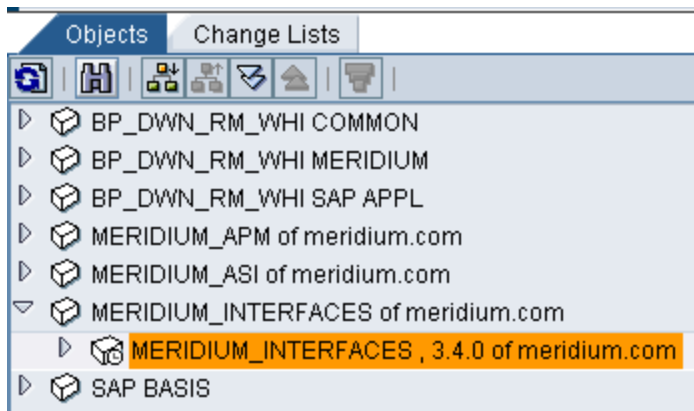 Objects Change Lists
BP_DWN_RM_WHI COMMON
BP_DWN_RM_WHI MERIDIUM
BP_DWN_RM_WHI SAP APPL
MERIDIUM_APM of meridium.com
MERIDIUM_ASI of meridium.com
MERIDIUM_INTERFACES of meridium.com
MERIDIUM_INTERFACES , 3.4.0 of meridium.com
SAP BASIS